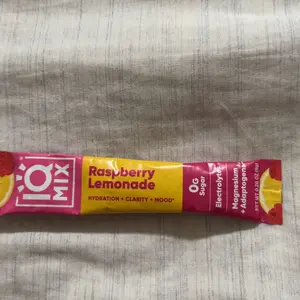 IQ
MIX
Raspberry
Lemonade
HYDRATION + CLARITY + MOOD*
0G
Sugar
Electrolytes
Magnesium
+ Adaptogens